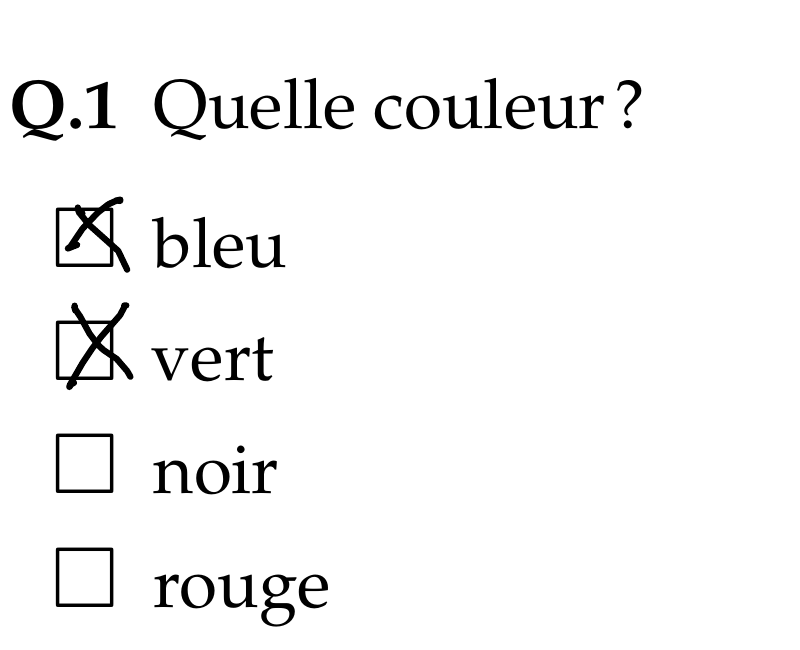 Q.1 Quelle couleur ?
☒ bleu
☒ vert
☐ noir
☐ rouge